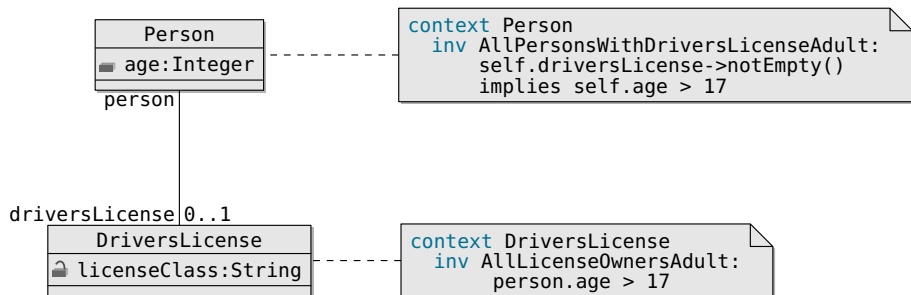 Person
age:Integer
person
context Person
inv AllPersonsWithDriversLicenseAdult:
self.driversLicense->notEmpty()
implies self.age > 17
driversLicense 0..1
DriversLicense
licenseClass:String
context DriversLicense
inv AllLicenseOwnersAdult:
person.age > 17